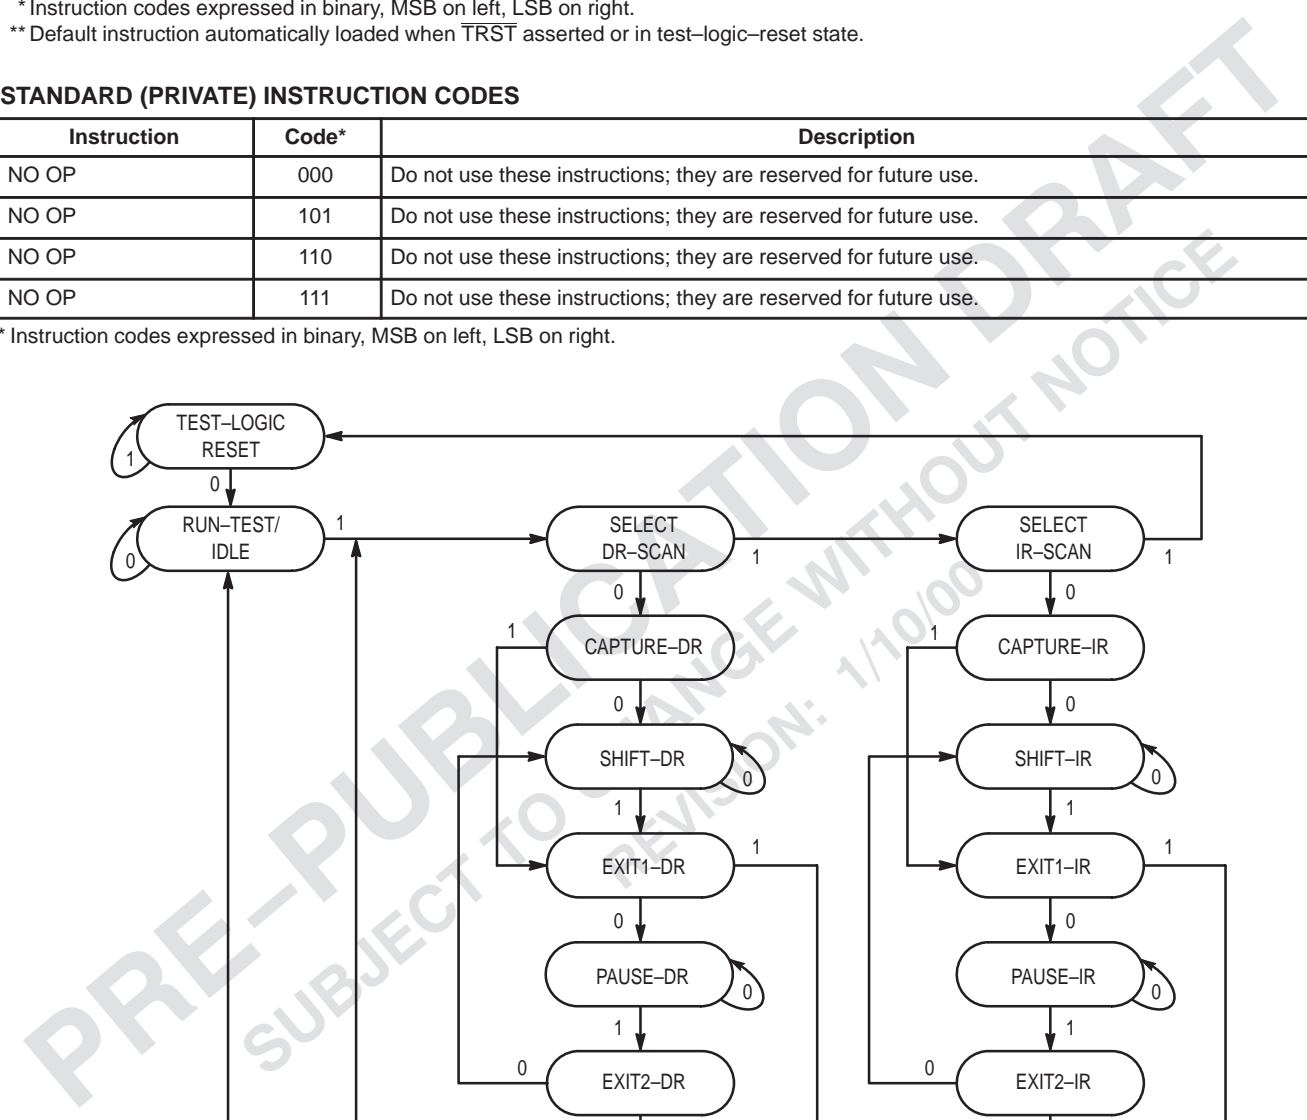 * Instruction codes expressed in binary, MSB on left, LSB on right.
** Default instruction automatically loaded when TRST asserted or in test–logic–reset state.
STANDARD (PRIVATE) INSTRUCTION CODES
Instruction Code* Description
NO OP 000 Do not use these instructions; they are reserved for future use.
NO OP 101 Do not use these instructions; they are reserved for future use.
NO OP 110 Do not use these instructions; they are reserved for future use.
NO OP 111 Do not use these instructions; they are reserved for future use.
* Instruction codes expressed in binary, MSB on left, LSB on right.
TEST–LOGIC
RESET
1
0
RUN–TEST/
IDLE
0
1
SELECT
DR–SCAN
1
SELECT
IR–SCAN
1
0
0
1
CAPTURE–DR
1
CAPTURE–IR
0
0
SHIFT–DR
0
SHIFT–IR
0
1
1
EXIT1–DR
1
EXIT1–IR
1
0
0
PAUSE–DR
0
PAUSE–IR
0
1
1
0
EXIT2–DR
0
EXIT2–IR
PRE–PUBLICATION DRAFT
SUBJECT TO CHANGE WITHOUT NOTICE
REVISION: 1/10/00